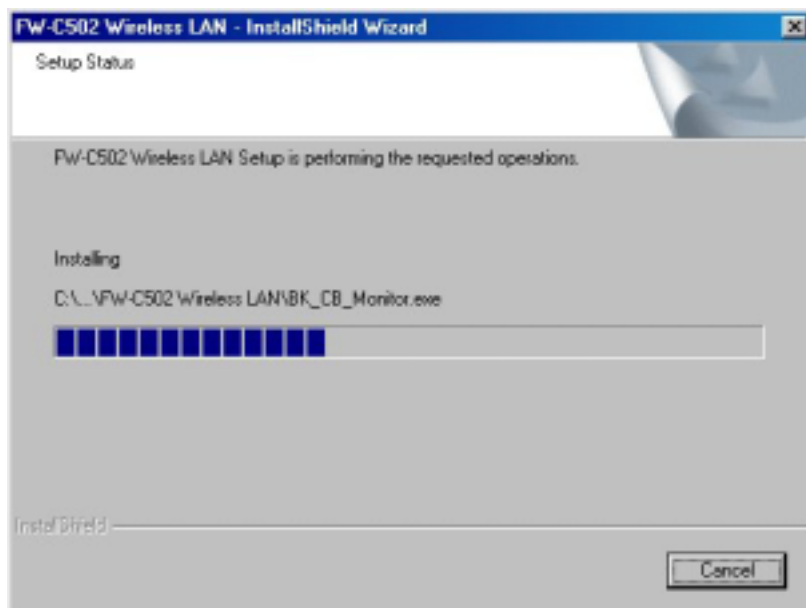 FW-C502 Wireless LAN - InstallShield Wizard
Setup Status
FW-C502 Wireless LAN Setup is performing the requested operations.
Installing
C:\...\FW-C502 Wireless LAN\BK_CB_Monitor.exe
InstallShield
Cancel